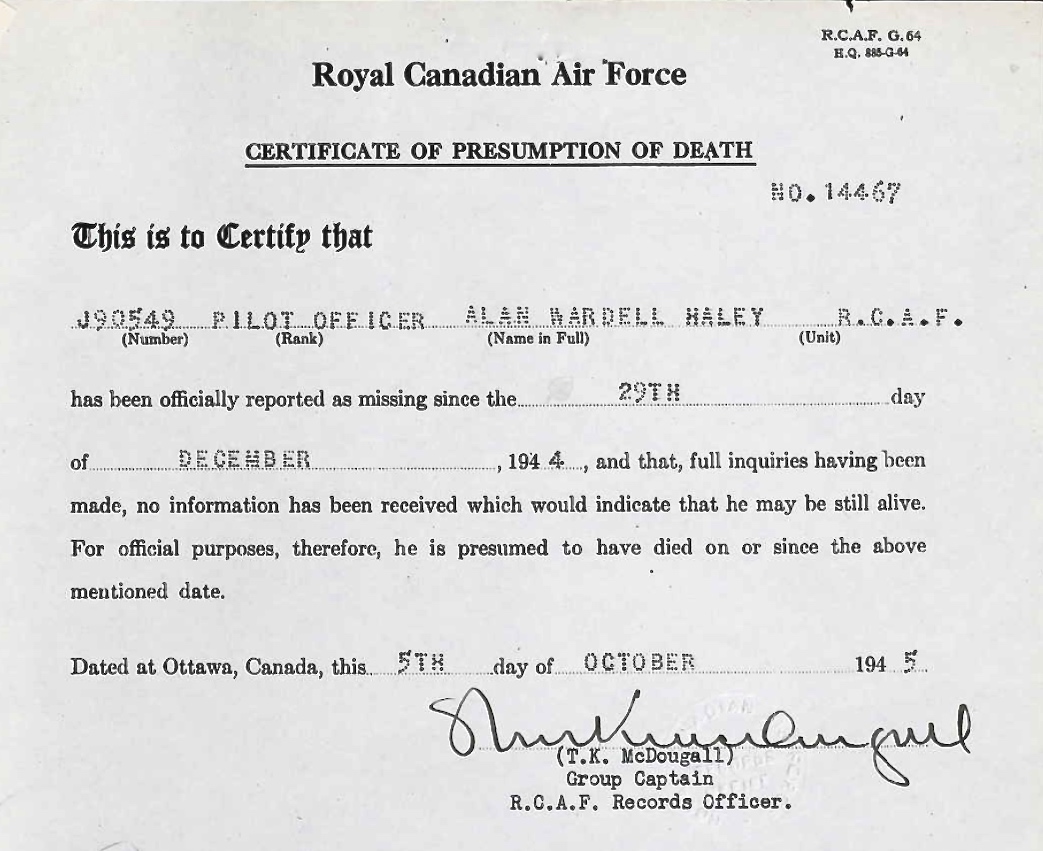 R.C.A.F. G.64
H.Q. 885-G-64
Royal Canadian Air Force
CERTIFICATE OF PRESUMPTION OF DEATH
NO. 14467
This is to Certify that
J90549 PILOT OFFICER ALAN WARDELL HALEY R.C.A.F.
(Number) (Rank) (Name in Full) (Unit)
has been officially reported as missing since the 29TH day
of DECEMBER, 1944, and that, full inquiries having been
made, no information has been received which would indicate that he may be still alive.
For official purposes, therefore, he is presumed to have died on or since the above
mentioned date.
Dated at Ottawa, Canada, this 5TH day of OCTOBER 1945
(T.K. McDougall)
Group Captain
R.C.A.F. Records Officer.